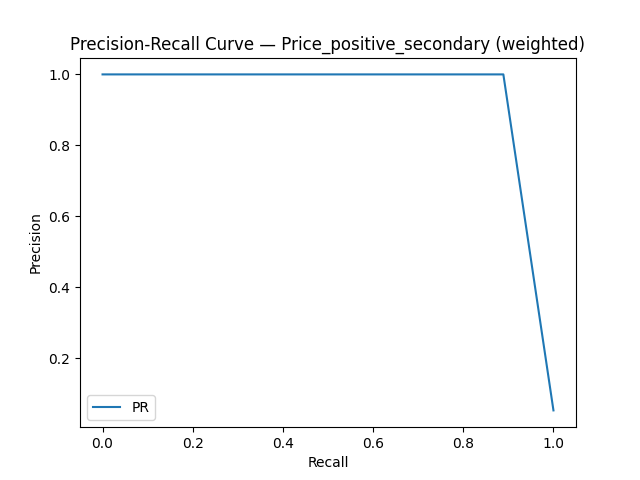 Precision-Recall Curve — Price_positive_secondary (weighted)
1.0
0.8
0.6
0.4
0.2
Precision
PR
0.0 0.2 0.4 0.6 0.8 1.0
Recall